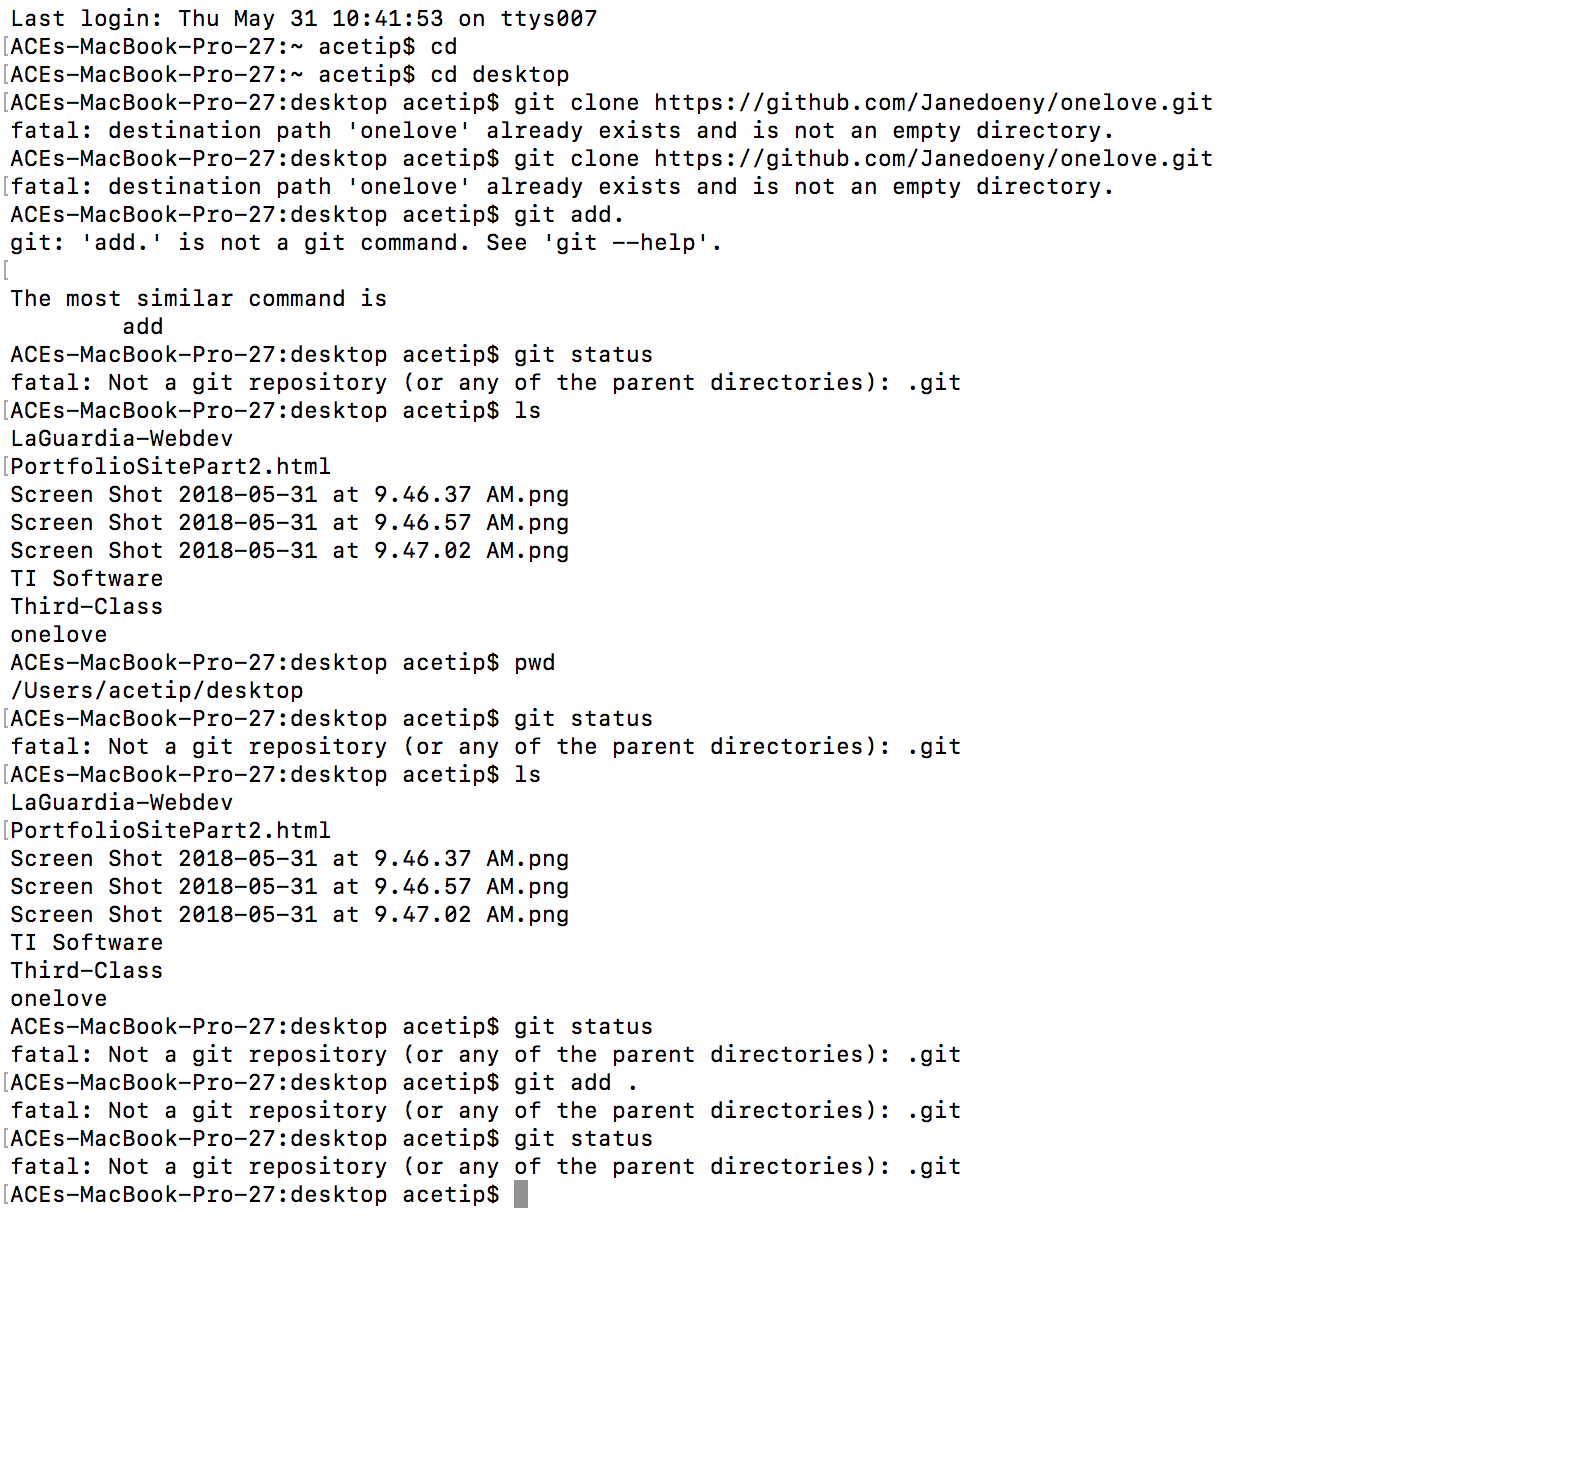 Last login: Thu May 31 10:41:53 on ttys007
[ACEs-MacBook-Pro-27:~ acetip$ cd
[ACEs-MacBook-Pro-27:~ acetip$ cd desktop
[ACEs-MacBook-Pro-27:desktop acetip$ git clone https://github.com/Janedoeny/onelove.git
fatal: destination path 'onelove' already exists and is not an empty directory.
ACEs-MacBook-Pro-27:desktop acetip$ git clone https://github.com/Janedoeny/onelove.git
[fatal: destination path 'onelove' already exists and is not an empty directory.
ACEs-MacBook-Pro-27:desktop acetip$ git add.
git: 'add.' is not a git command. See 'git --help'.
[
The most similar command is
        add
ACEs-MacBook-Pro-27:desktop acetip$ git status
fatal: Not a git repository (or any of the parent directories): .git
[ACEs-MacBook-Pro-27:desktop acetip$ ls
LaGuardia-Webdev
[PortfolioSitePart2.html
Screen Shot 2018-05-31 at 9.46.37 AM.png
Screen Shot 2018-05-31 at 9.46.57 AM.png
Screen Shot 2018-05-31 at 9.47.02 AM.png
TI Software
Third-Class
onelove
ACEs-MacBook-Pro-27:desktop acetip$ pwd
/Users/acetip/desktop
[ACEs-MacBook-Pro-27:desktop acetip$ git status
fatal: Not a git repository (or any of the parent directories): .git
[ACEs-MacBook-Pro-27:desktop acetip$ ls
LaGuardia-Webdev
[PortfolioSitePart2.html
Screen Shot 2018-05-31 at 9.46.37 AM.png
Screen Shot 2018-05-31 at 9.46.57 AM.png
Screen Shot 2018-05-31 at 9.47.02 AM.png
TI Software
Third-Class
onelove
ACEs-MacBook-Pro-27:desktop acetip$ git status
fatal: Not a git repository (or any of the parent directories): .git
[ACEs-MacBook-Pro-27:desktop acetip$ git add .
fatal: Not a git repository (or any of the parent directories): .git
[ACEs-MacBook-Pro-27:desktop acetip$ git status
fatal: Not a git repository (or any of the parent directories): .git
[ACEs-MacBook-Pro-27:desktop acetip$